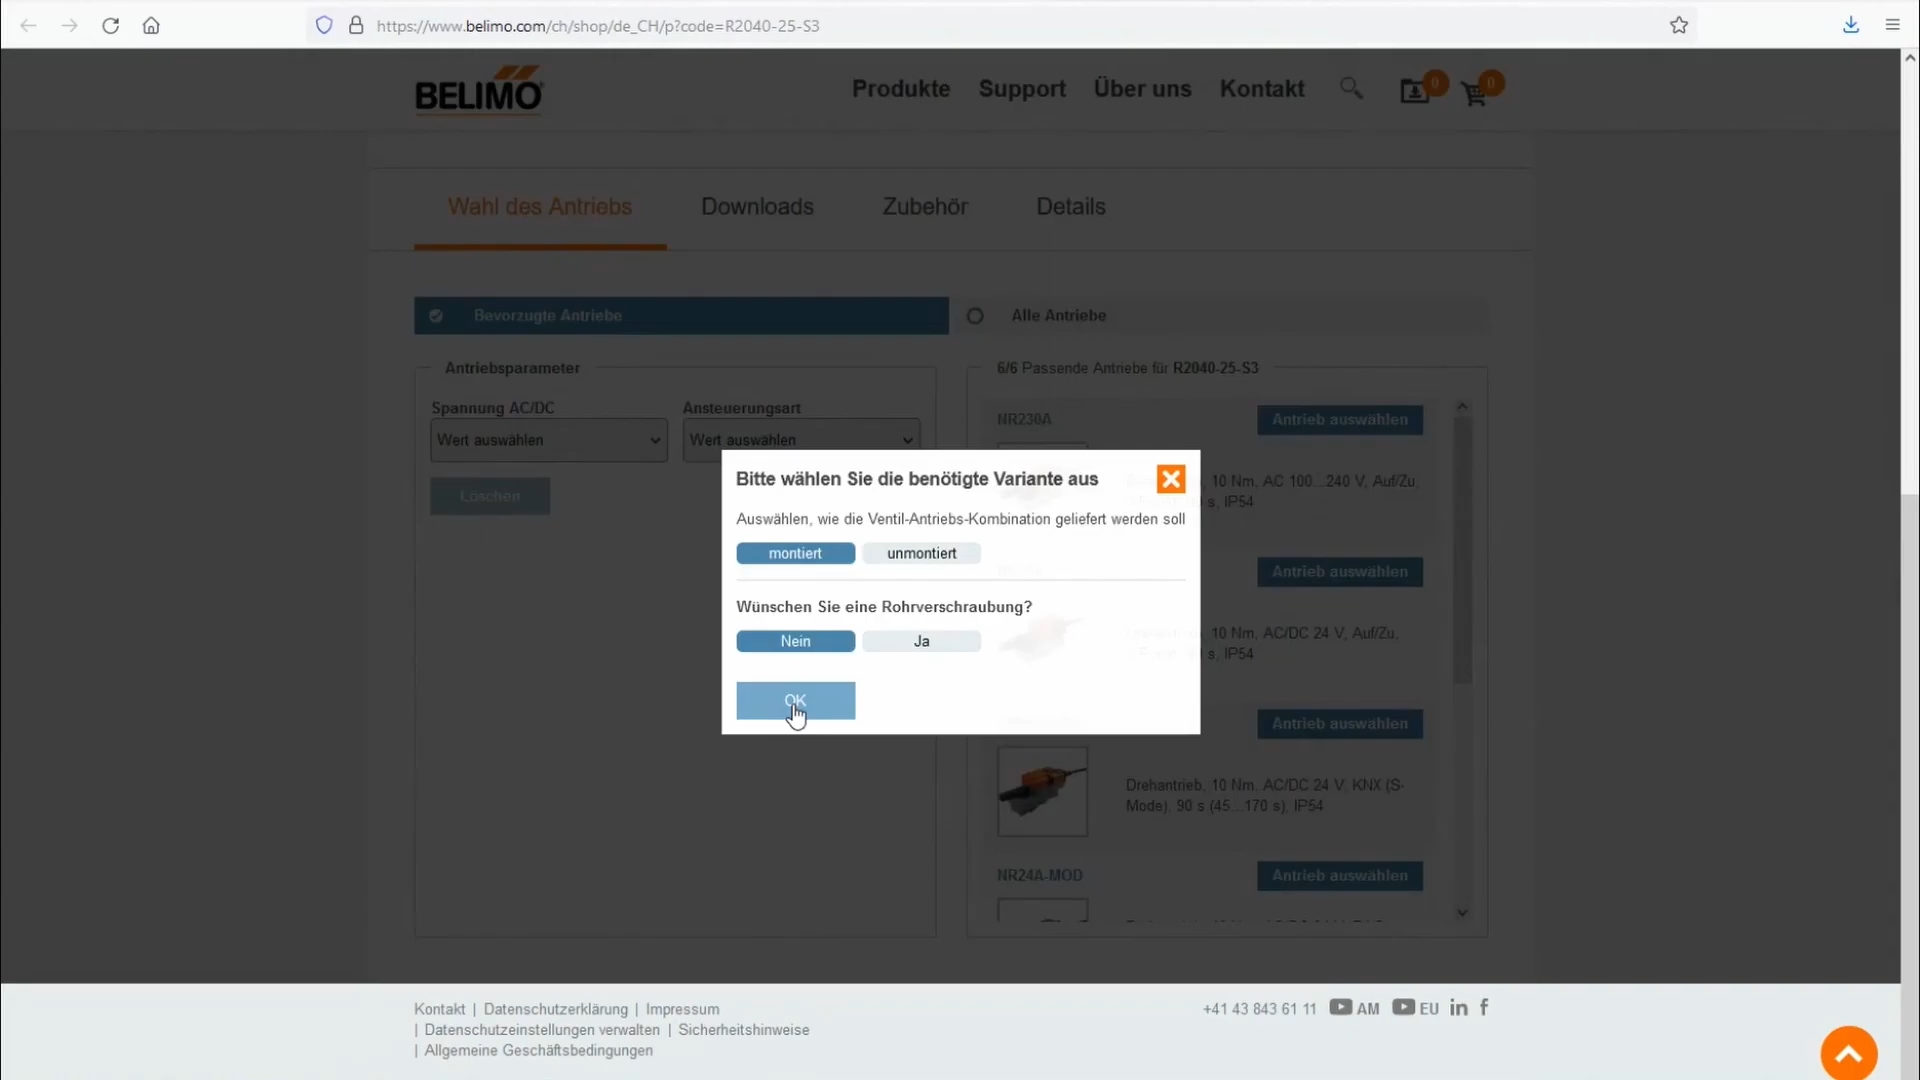 https://www.belimo.com/ch/shop/de_CH/p?code=R2040-25-S3
BELIMO
Produkte
Support
Über uns
Kontakt
0
0
Wahl des Antriebs
Downloads
Zubehör
Details
Bevorzugte Antriebe
Alle Antriebe
Antriebsparameter
Spannung AC/DC
Ansteuerungsart
Wert auswählen
Wert auswählen
Löschen
6/6 Passende Antriebe für R2040-25-S3
NR230A
Antrieb auswählen
10 Nm, AC 100...240 V, Auf/Zu,
s, IP54
Antrieb auswählen
10 Nm, AC/DC 24 V, Auf/Zu,
s, IP54
Antrieb auswählen
Drehantrieb, 10 Nm, AC/DC 24 V, KNX (S-
Mode), 90 s (45...170 s), IP54
NR24A-MOD
Antrieb auswählen
Bitte wählen Sie die benötigte Variante aus
Auswählen, wie die Ventil-Antriebs-Kombination geliefert werden soll
montiert
unmontiert
Wünschen Sie eine Rohrverschraubung?
Nein
Ja
OK
Kontakt | Datenschutzerklärung | Impressum
| Datenschutzeinstellungen verwalten | Sicherheitshinweise
| Allgemeine Geschäftsbedingungen
+41 43 843 61 11
AM
EU
in
f